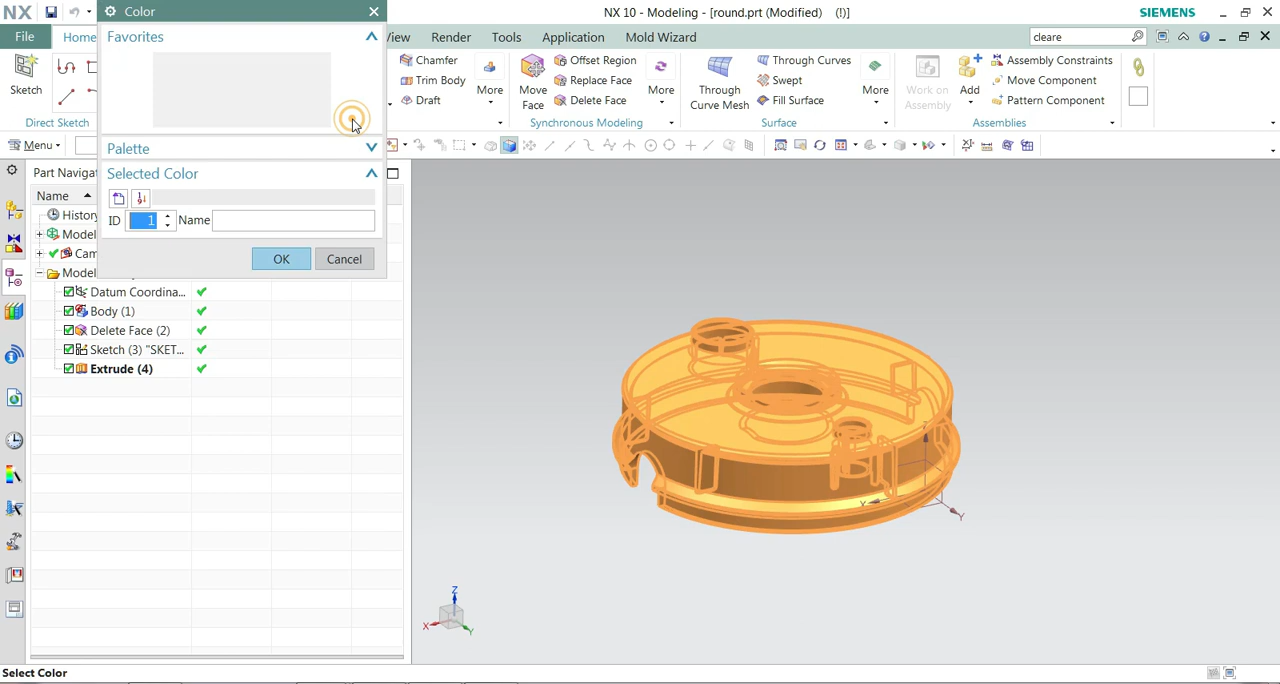 NX
Color
NX 10 - Modeling - [round.prt (Modified) (!)]
SIEMENS
File
Home
View
Render
Tools
Application
Mold Wizard
cleare
Favorites
Palette
Selected Color
ID
1
Name
OK
Cancel
Sketch
Direct Sketch
Chamfer
Trim Body
Draft
More
Move
Face
Offset Region
Replace Face
Delete Face
More
Synchronous Modeling
Through
Curve Mesh
Through Curves
Swept
Fill Surface
More
Surface
Work on
Assembly
Add
Assembly Constraints
Move Component
Pattern Component
Assemblies
Menu
Part Naviga
Name
History
Model
Cam
Model
Datum Coordina...
Body (1)
Delete Face (2)
Sketch (3) "SKET...
Extrude (4)
Y
Y
Z
X
Y
Select Color